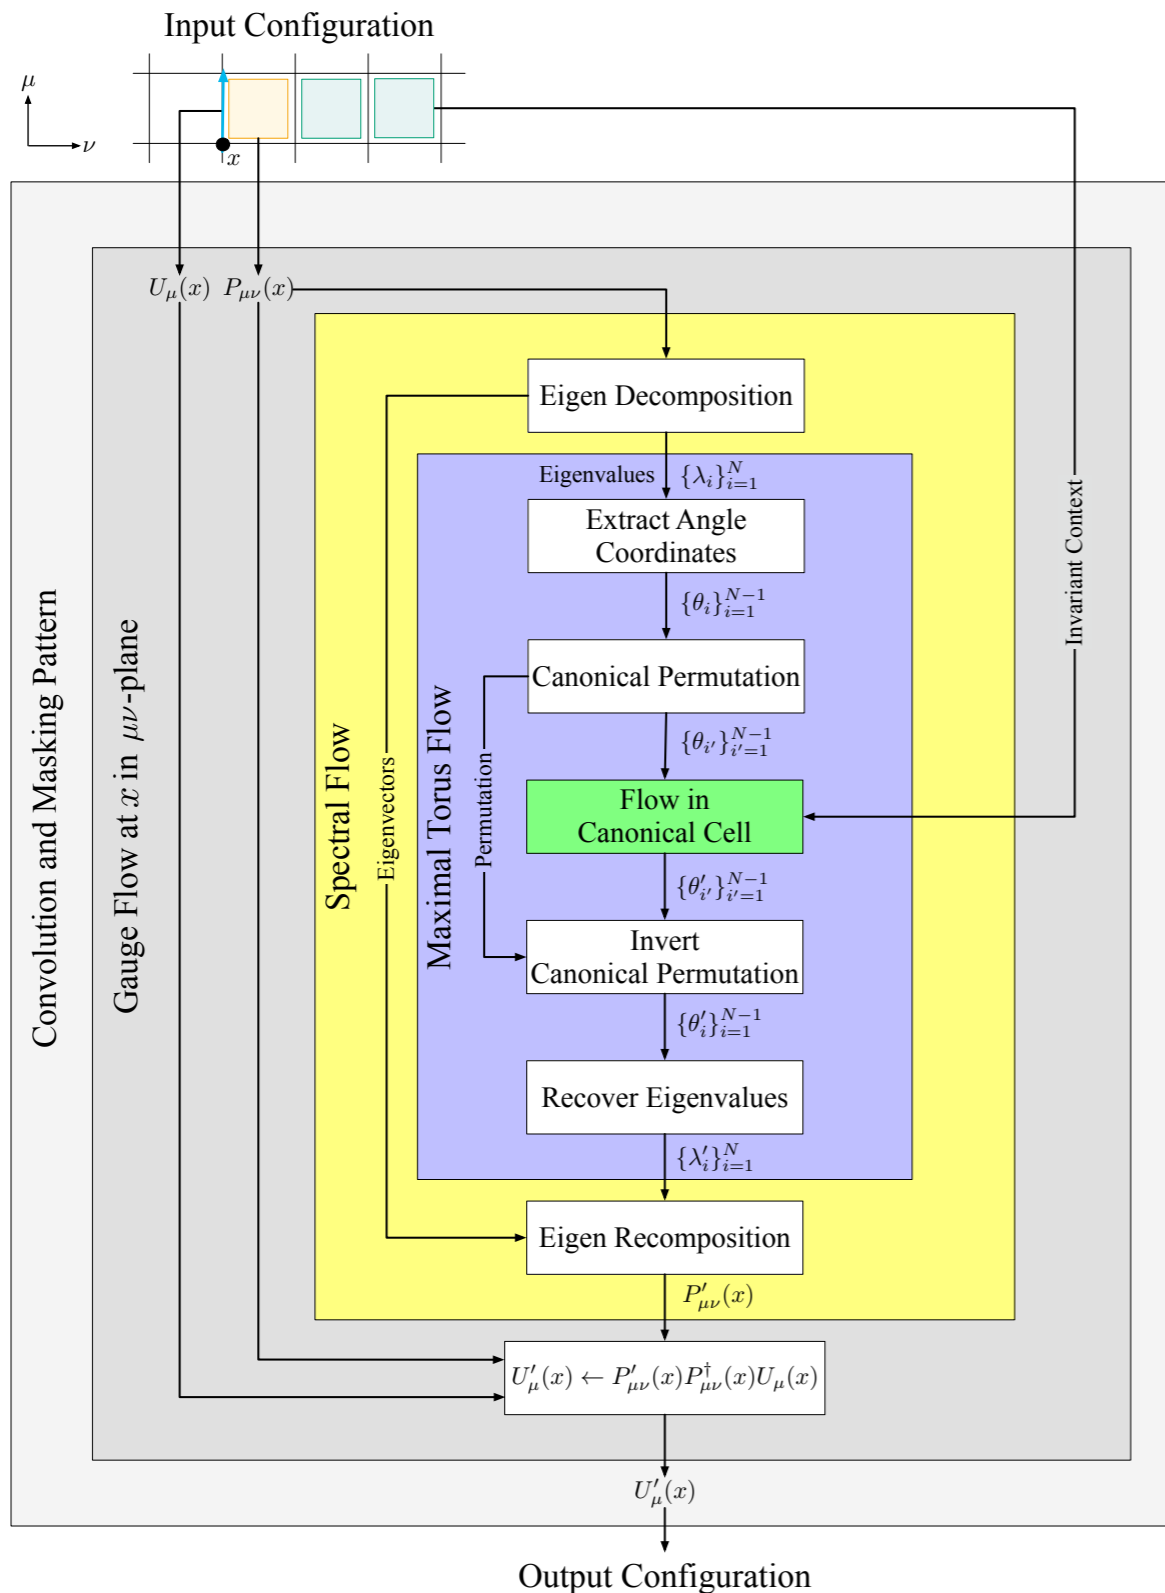 Input Configuration
μ
ν
x
U_μ(x) P_μν(x)
Eigen Decomposition
Eigenvalues {λ_i}_{i=1}^{N}
Extract Angle
Coordinates
{θ_i}_{i=1}^{N−1}
Canonical Permutation
{θ_{i′}}_{i′=1}^{N−1}
Flow in
Canonical Cell
{θ′_{i′}}_{i′=1}^{N−1}
Invert
Canonical Permutation
{θ′_i}_{i=1}^{N−1}
Recover Eigenvalues
{λ′_i}_{i=1}^{N}
Eigen Recomposition
P′_μν(x)
U′_μ(x) ← P′_μν(x)P†_μν(x)U_μ(x)
U′_μ(x)
Output Configuration
Convolution and Masking Pattern
Gauge Flow at x in μν-plane
Spectral Flow
Eigenvectors
Maximal Torus Flow
Permutation
Invariant Context